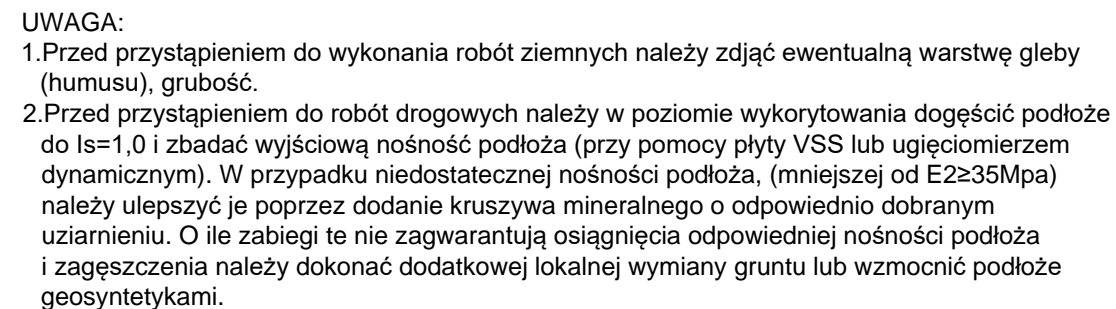 UWAGA:
1.Przed przystąpieniem do wykonania robót ziemnych należy zdjąć ewentualną warstwę gleby
(humusu), grubość.
2.Przed przystąpieniem do robót drogowych należy w poziomie wykorytowania dogęścić podłoże
do Is=1,0 i zbadać wyjściową nośność podłoża (przy pomocy płyty VSS lub ugięciomierzem
dynamicznym). W przypadku niedostatecznej nośności podłoża, (mniejszej od E2≥35Mpa)
należy ulepszyć je poprzez dodanie kruszywa mineralnego o odpowiednio dobranym
uziarnieniu. O ile zabiegi te nie zagwarantują osiągnięcia odpowiedniej nośności podłoża
i zagęszczenia należy dokonać dodatkowej lokalnej wymiany gruntu lub wzmocnić podłoże
geosyntetykami.